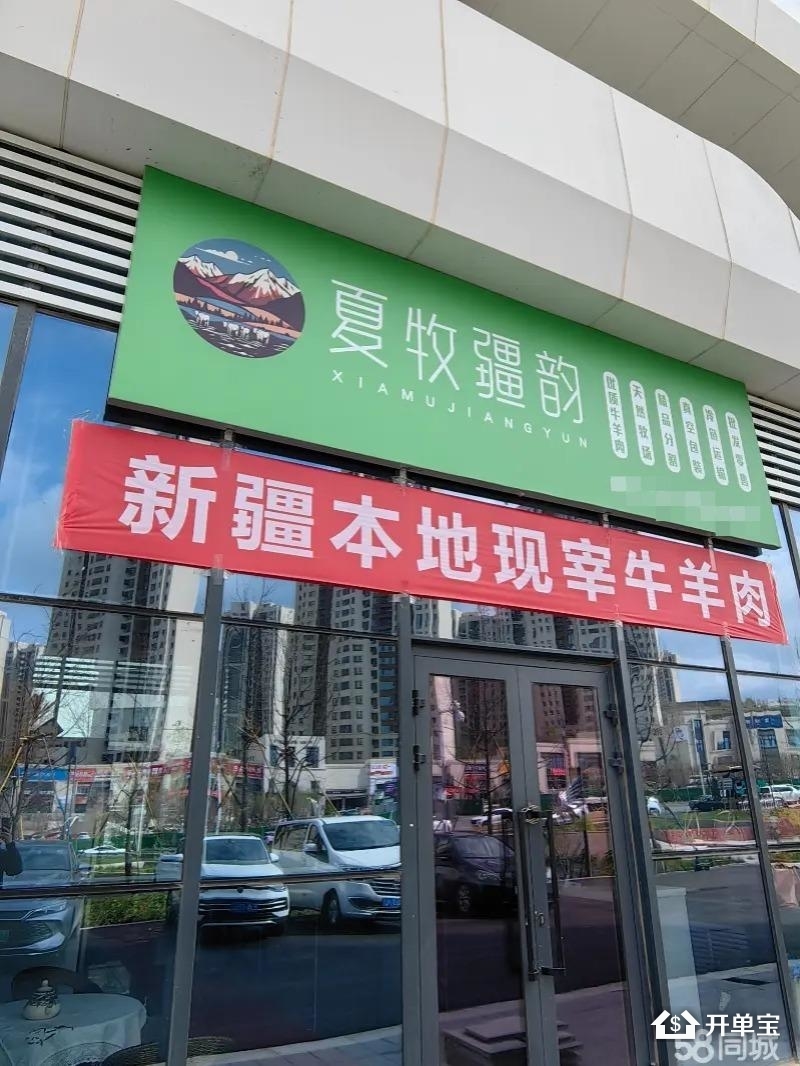 夏牧疆韵
XIAMUJIANGYUN
优质牛羊肉
天然牧场
精品分割
真空包装
冷链运输
批发零售
新疆本地现宰牛羊肉
开单宝
58同城